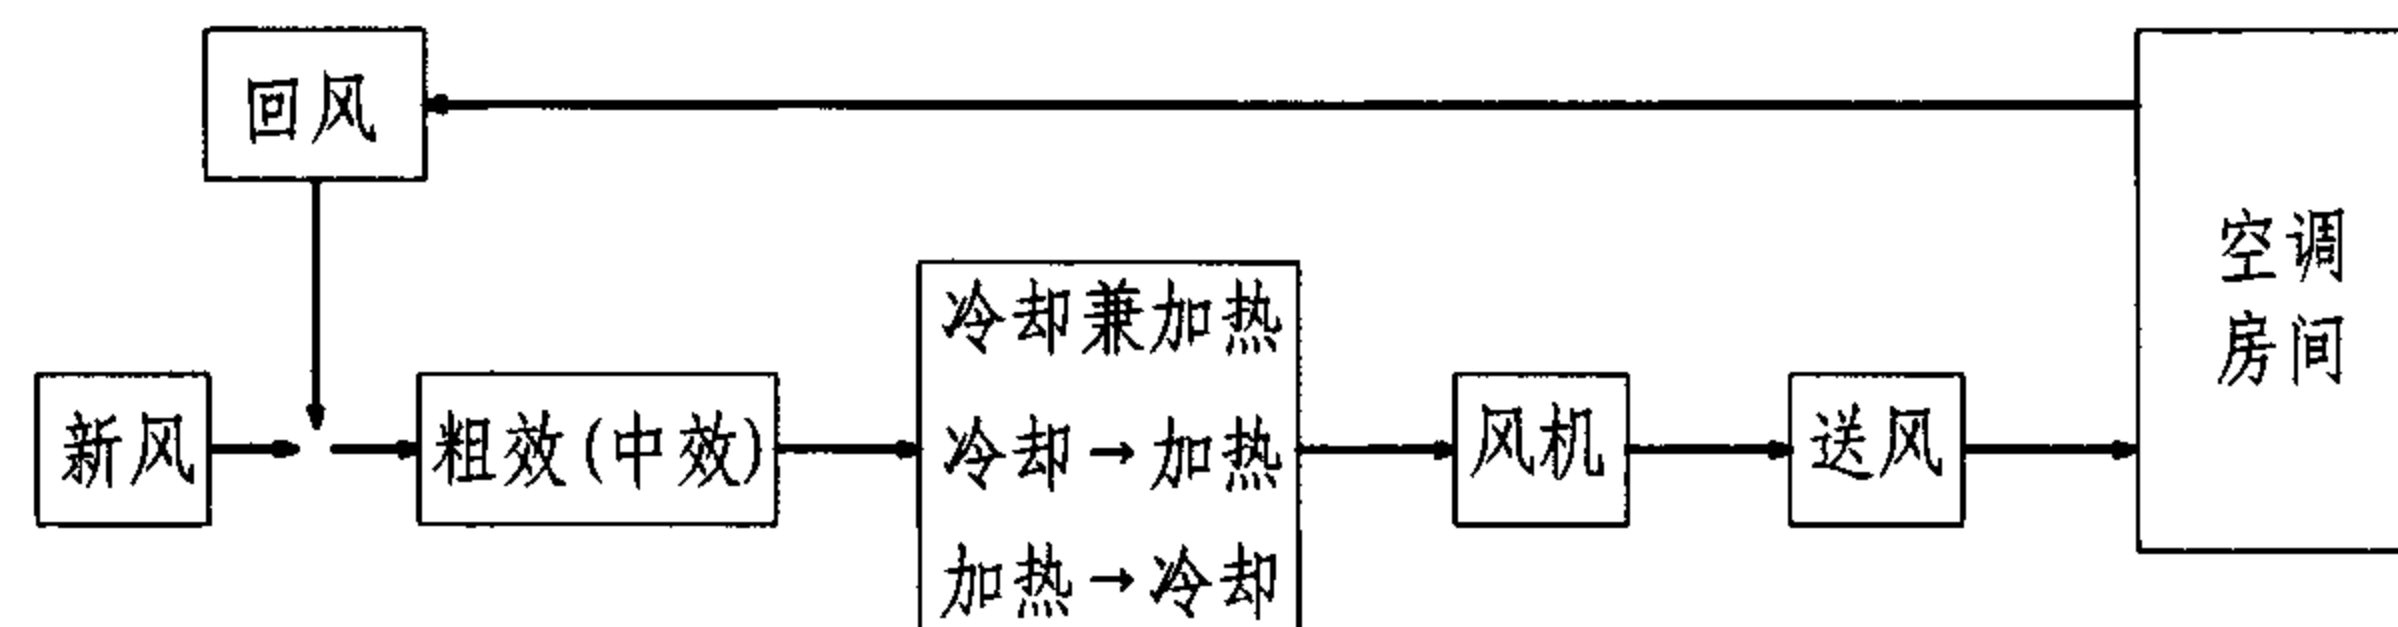 回风
空调
房间
冷却兼加热
新风
粗效(中效)
冷却→加热
风机
送风
加热→冷却